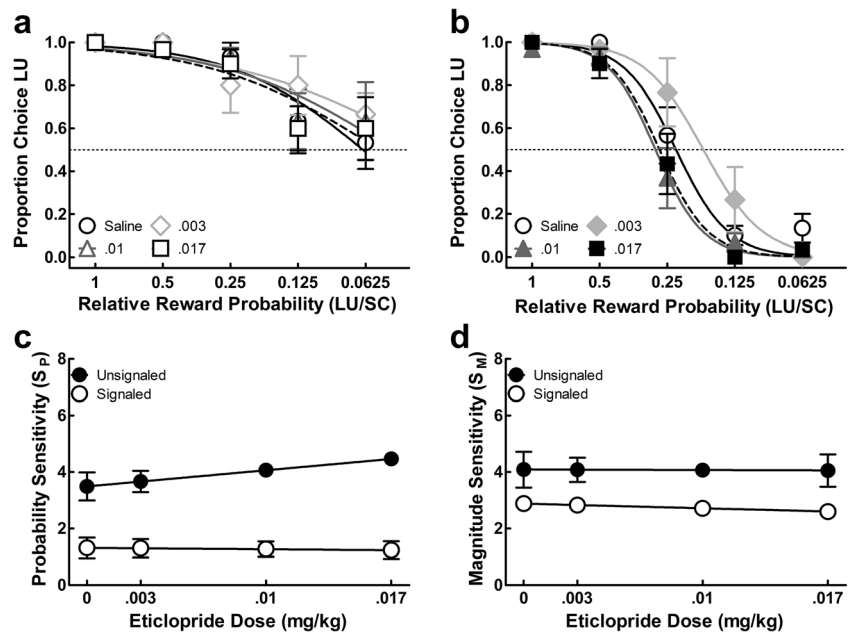 a
Proportion Choice LU
1.0
0.8
0.6
0.4
0.2
0.0
Saline
.003
.01
.017
1
0.5
0.25
0.125
0.0625
Relative Reward Probability (LU/SC)
b
Proportion Choice LU
1.0
0.8
0.6
0.4
0.2
0.0
Saline
.003
.01
.017
1
0.5
0.25
0.125
0.0625
Relative Reward Probability (LU/SC)
c
Probability Sensitivity (S P)
8
6
4
2
0
Unsignaled
Signaled
0
.003
.01
.017
Eticlopride Dose (mg/kg)
d
Magnitude Sensitivity (S M)
8
6
4
2
0
Unsignaled
Signaled
0
.003
.01
.017
Eticlopride Dose (mg/kg)